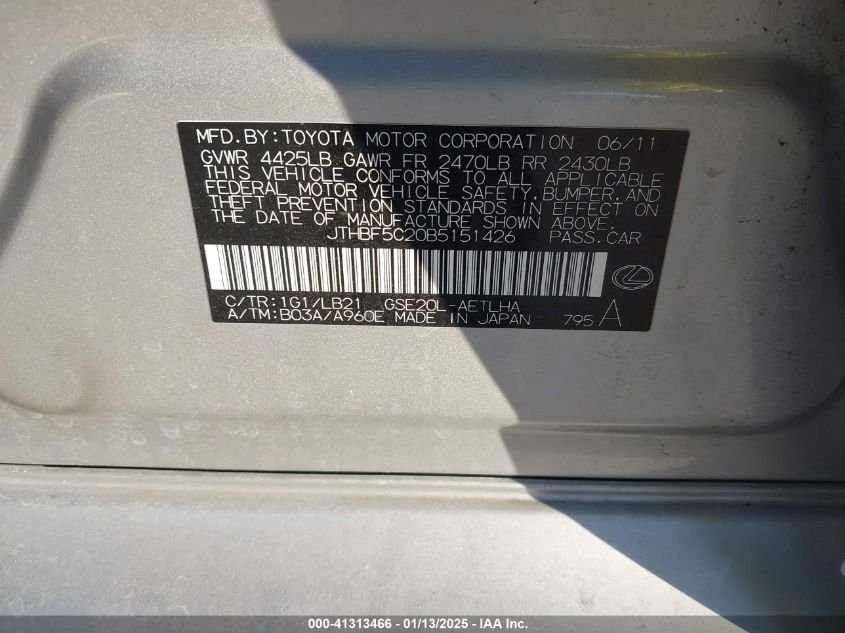 MFD.BY:TOYOTA MOTOR CORPORATION 06/11
GVWR 4425LB GAWR FR 2470LB RR 2430LB
THIS VEHICLE CONFORMS TO ALL APPLICABLE
FEDERAL MOTOR VEHICLE SAFETY,BUMPER,AND
THEFT PREVENTION STANDARDS IN EFFECT ON
THE DATE OF MANUFACTURE SHOWN ABOVE.
JTHBF5C20B5151426 PASS.CAR
C/TR:1G1/LB21 GSE20L-AETLHA
A/TM:B03A/A960E MADE IN JAPAN 795 A
000-41313466 - 01/13/2025 - IAA Inc.